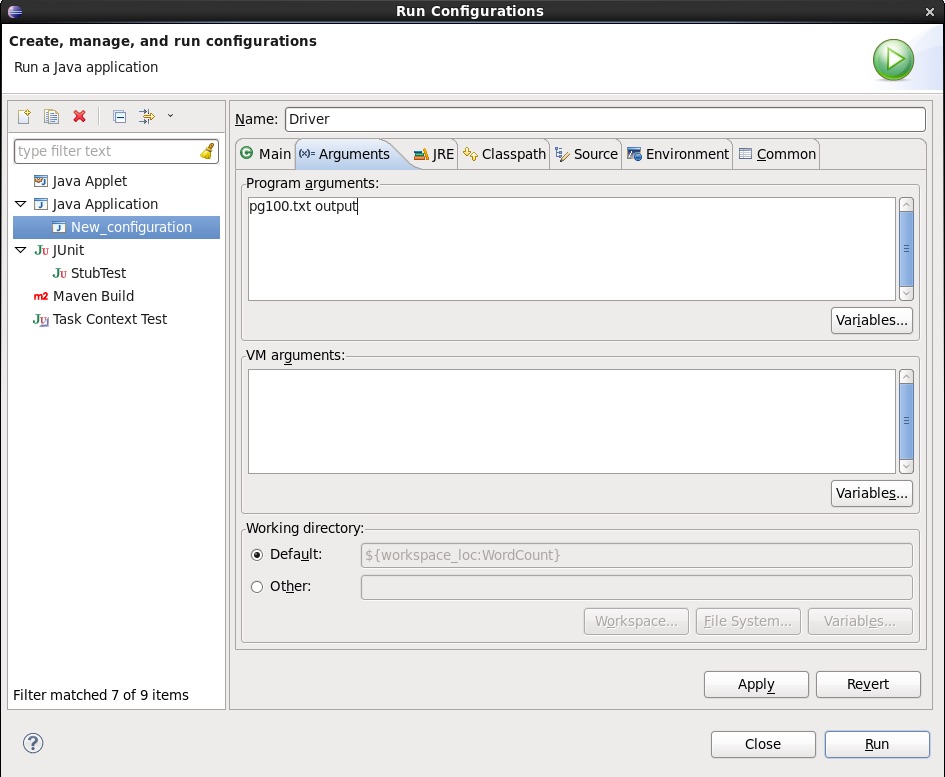 Run Configurations
Create, manage, and run configurations
Run a Java application
type filter text
Java Applet
Java Application
New_configuration
JUnit
StubTest
Maven Build
Task Context Test
Filter matched 7 of 9 items
Name: Driver
Main Arguments JRE Classpath Source Environment Common
Program arguments:
pg100.txt output
Variables...
VM arguments:
Variables...
Working directory:
Default: ${workspace_loc:WordCount}
Other:
Workspace... File System... Variables...
Apply Revert
Close Run